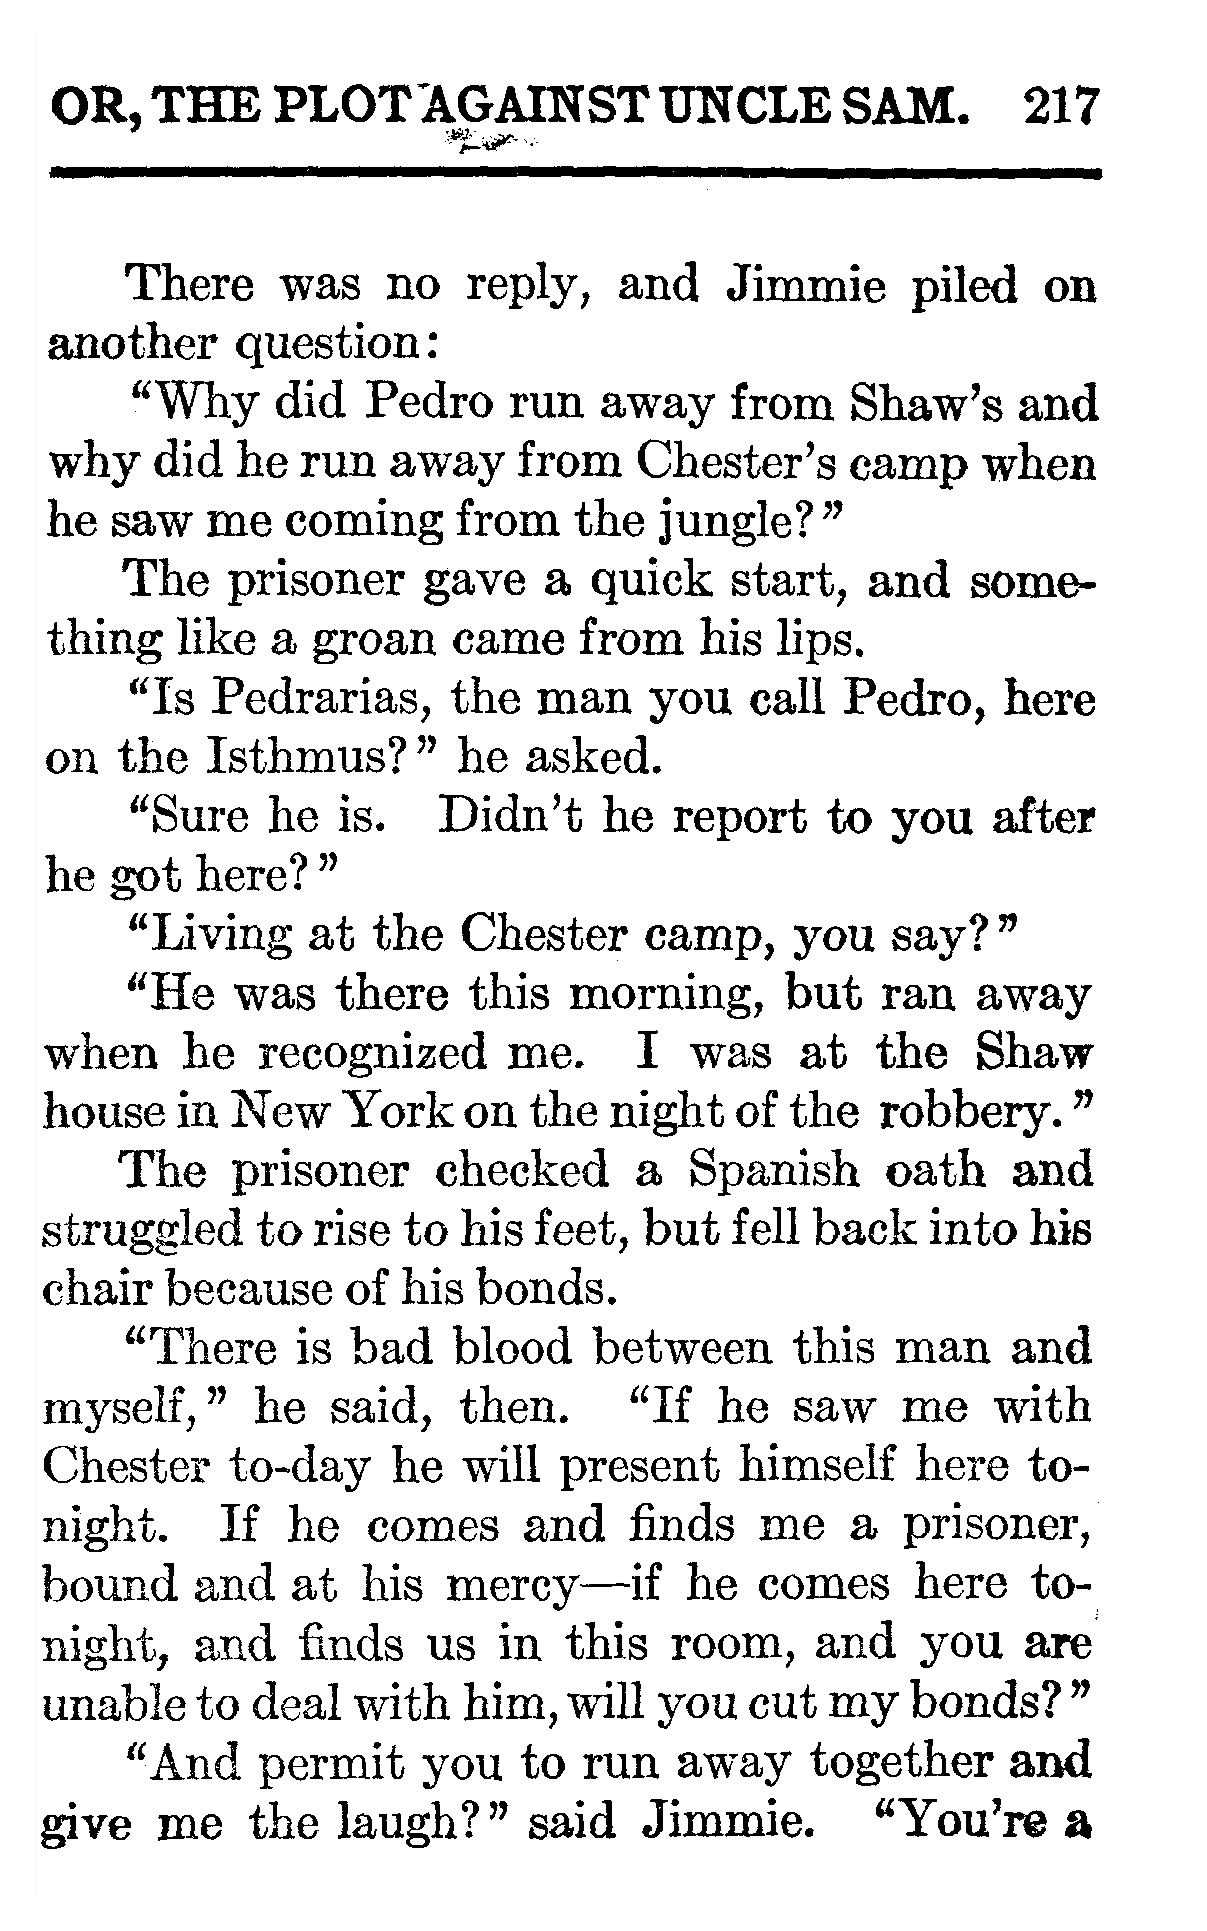 OR, THE PLOT AGAINST UNCLE SAM. 217
There was no reply, and Jimmie piled on
another question:
“Why did Pedro run away from Shaw’s and
why did he run away from Chester’s camp when
he saw me coming from the jungle?”
The prisoner gave a quick start, and some-
thing like a groan came from his lips.
“Is Pedrarias, the man you call Pedro, here
on the Isthmus?” he asked.
“Sure he is. Didn’t he report to you after
he got here?”
“Living at the Chester camp, you say?”
“He was there this morning, but ran away
when he recognized me. I was at the Shaw
house in New York on the night of the robbery.”
The prisoner checked a Spanish oath and
struggled to rise to his feet, but fell back into his
chair because of his bonds.
“There is bad blood between this man and
myself,” he said, then. “If he saw me with
Chester to-day he will present himself here to-
night. If he comes and finds me a prisoner,
bound and at his mercy—if he comes here to-
night, and finds us in this room, and you are
unable to deal with him, will you cut my bonds?”
“And permit you to run away together and
give me the laugh?” said Jimmie. “You’re a